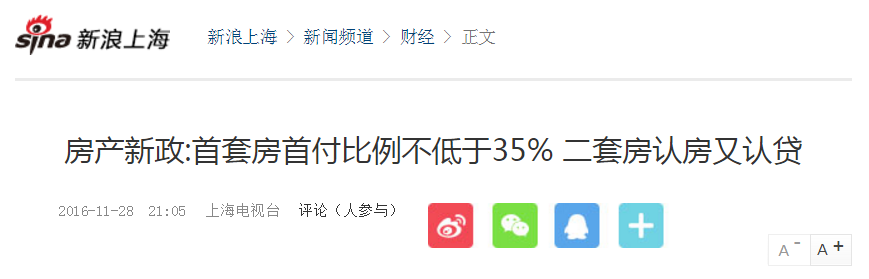 sina 新浪上海 新浪上海 > 新闻频道 > 财经 > 正文
房产新政:首套房首付比例不低于35% 二套房认房又认贷
2016-11-28 21:05 上海电视台 评论（人参与）
A- A+